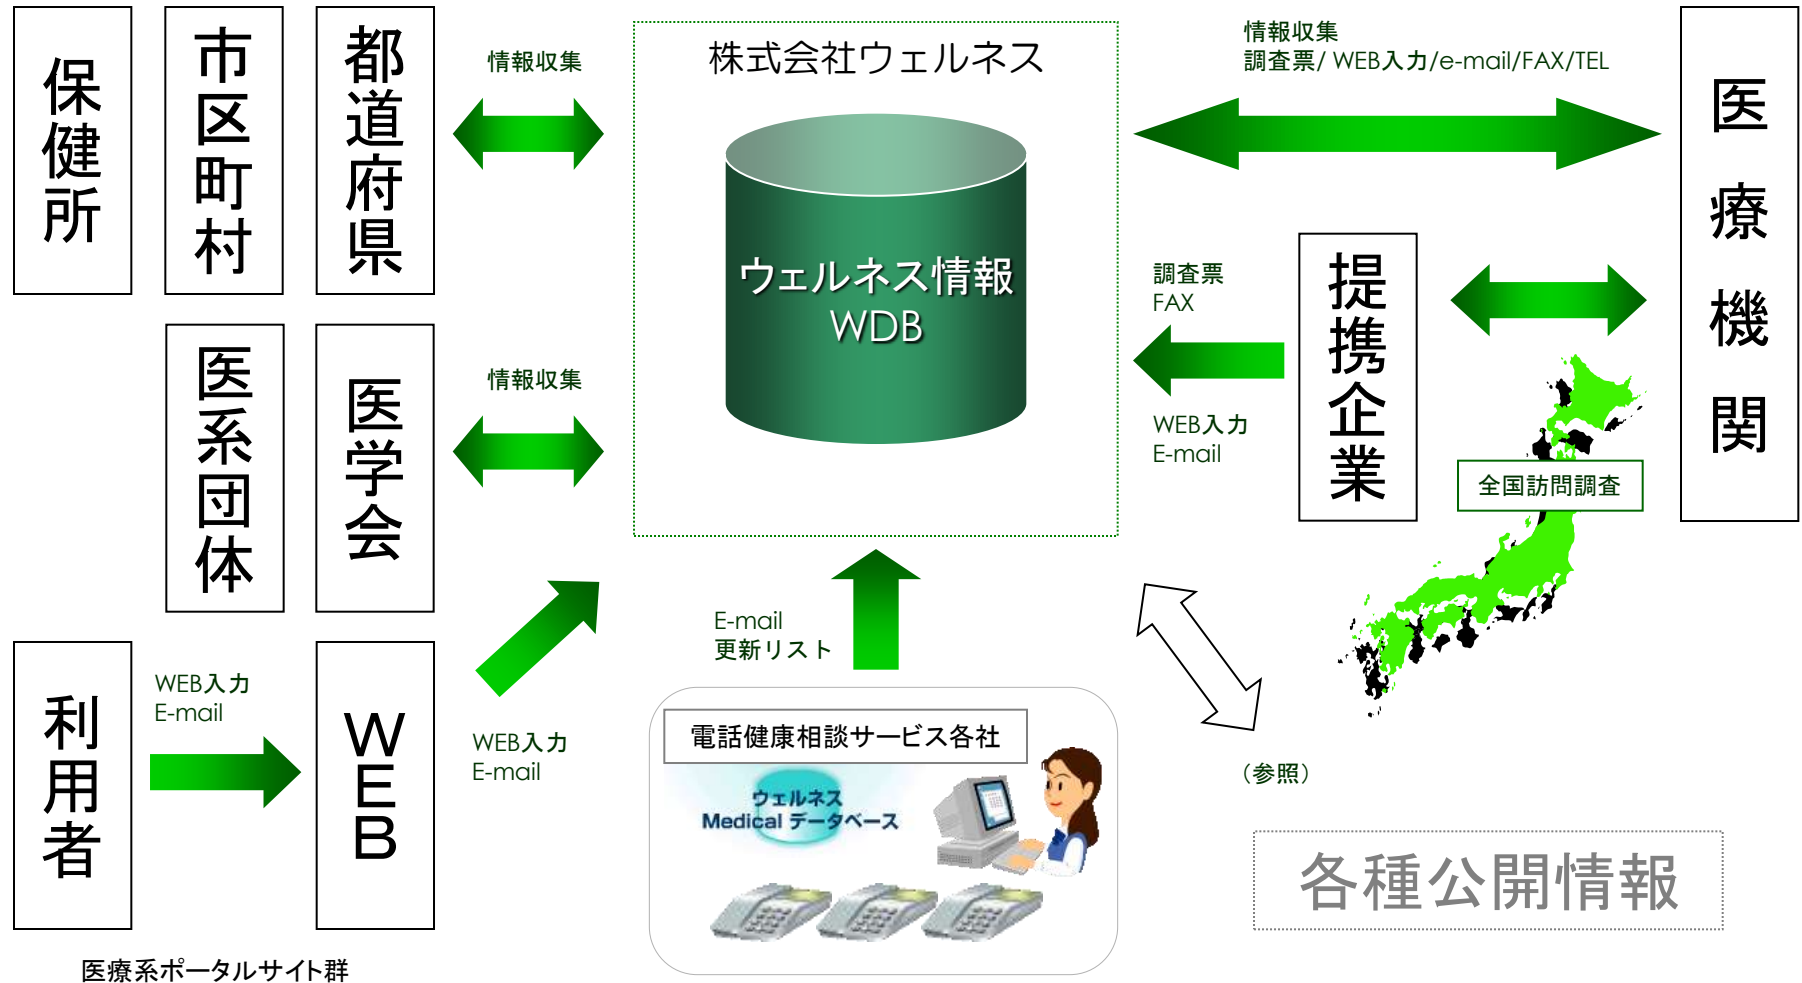 保健所
市区町村
都道府県
情報収集
株式会社ウェルネス
ウェルネス情報
WDB
情報収集
調査票/ WEB入力/e-mail/FAX/TEL
医療機関
調査票
FAX
WEB入力
E-mail
提携企業
全国訪問調査
医系団体
医学会
情報収集
利用者
WEB入力
E-mail
WEB
WEB入力
E-mail
E-mail
更新リスト
電話健康相談サービス各社
ウェルネス
Medical データベース
（参照）
各種公開情報
医療系ポータルサイト群